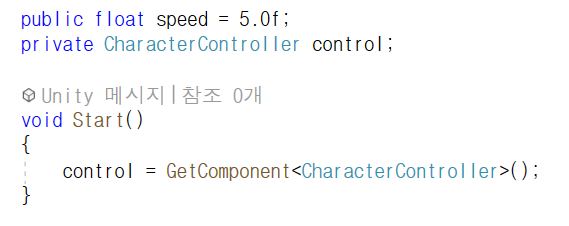 public float speed = 5.0f;
private CharacterController control;
Unity 메시지|참조 0개
void Start()
{
control = GetComponent<CharacterController>();
}